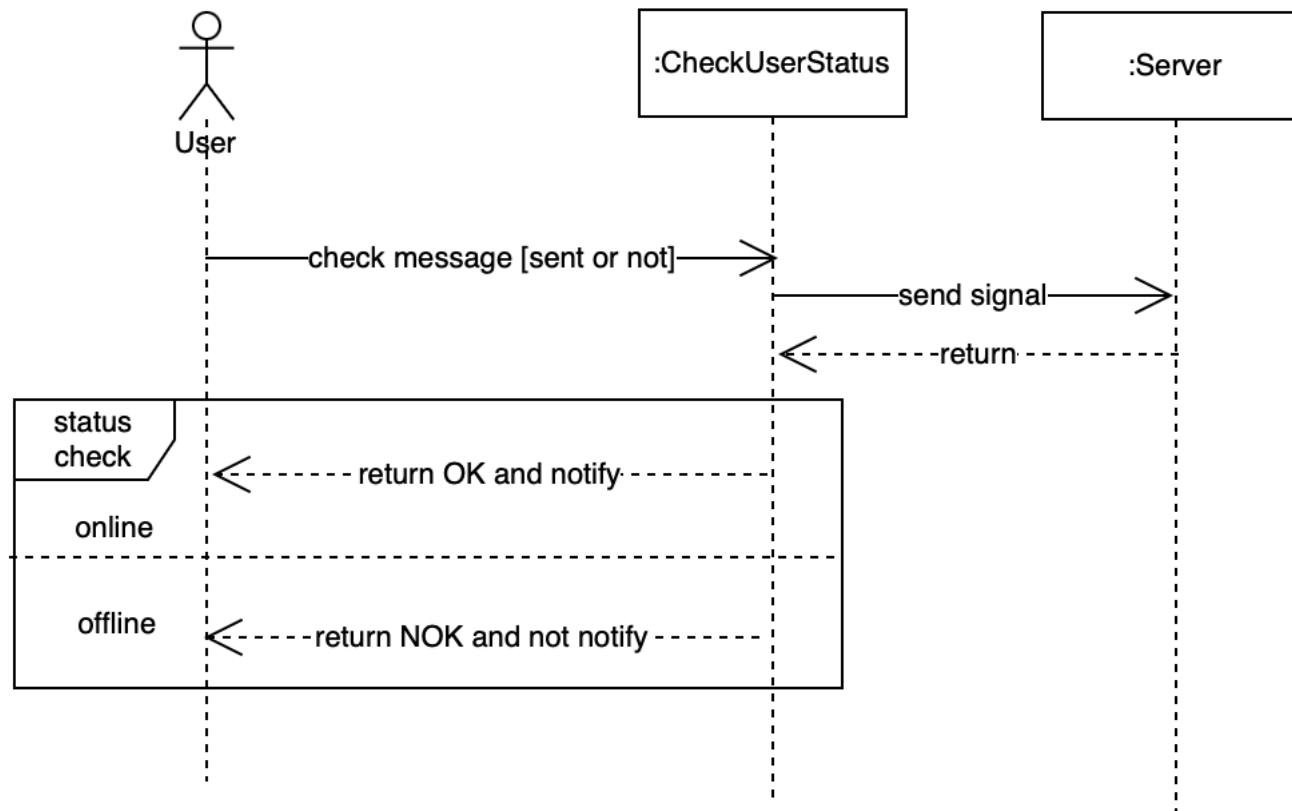 :CheckUserStatus
:Server
User
check message [sent or not]
send signal
return
status
check
return OK and notify
online
offline
return NOK and not notify